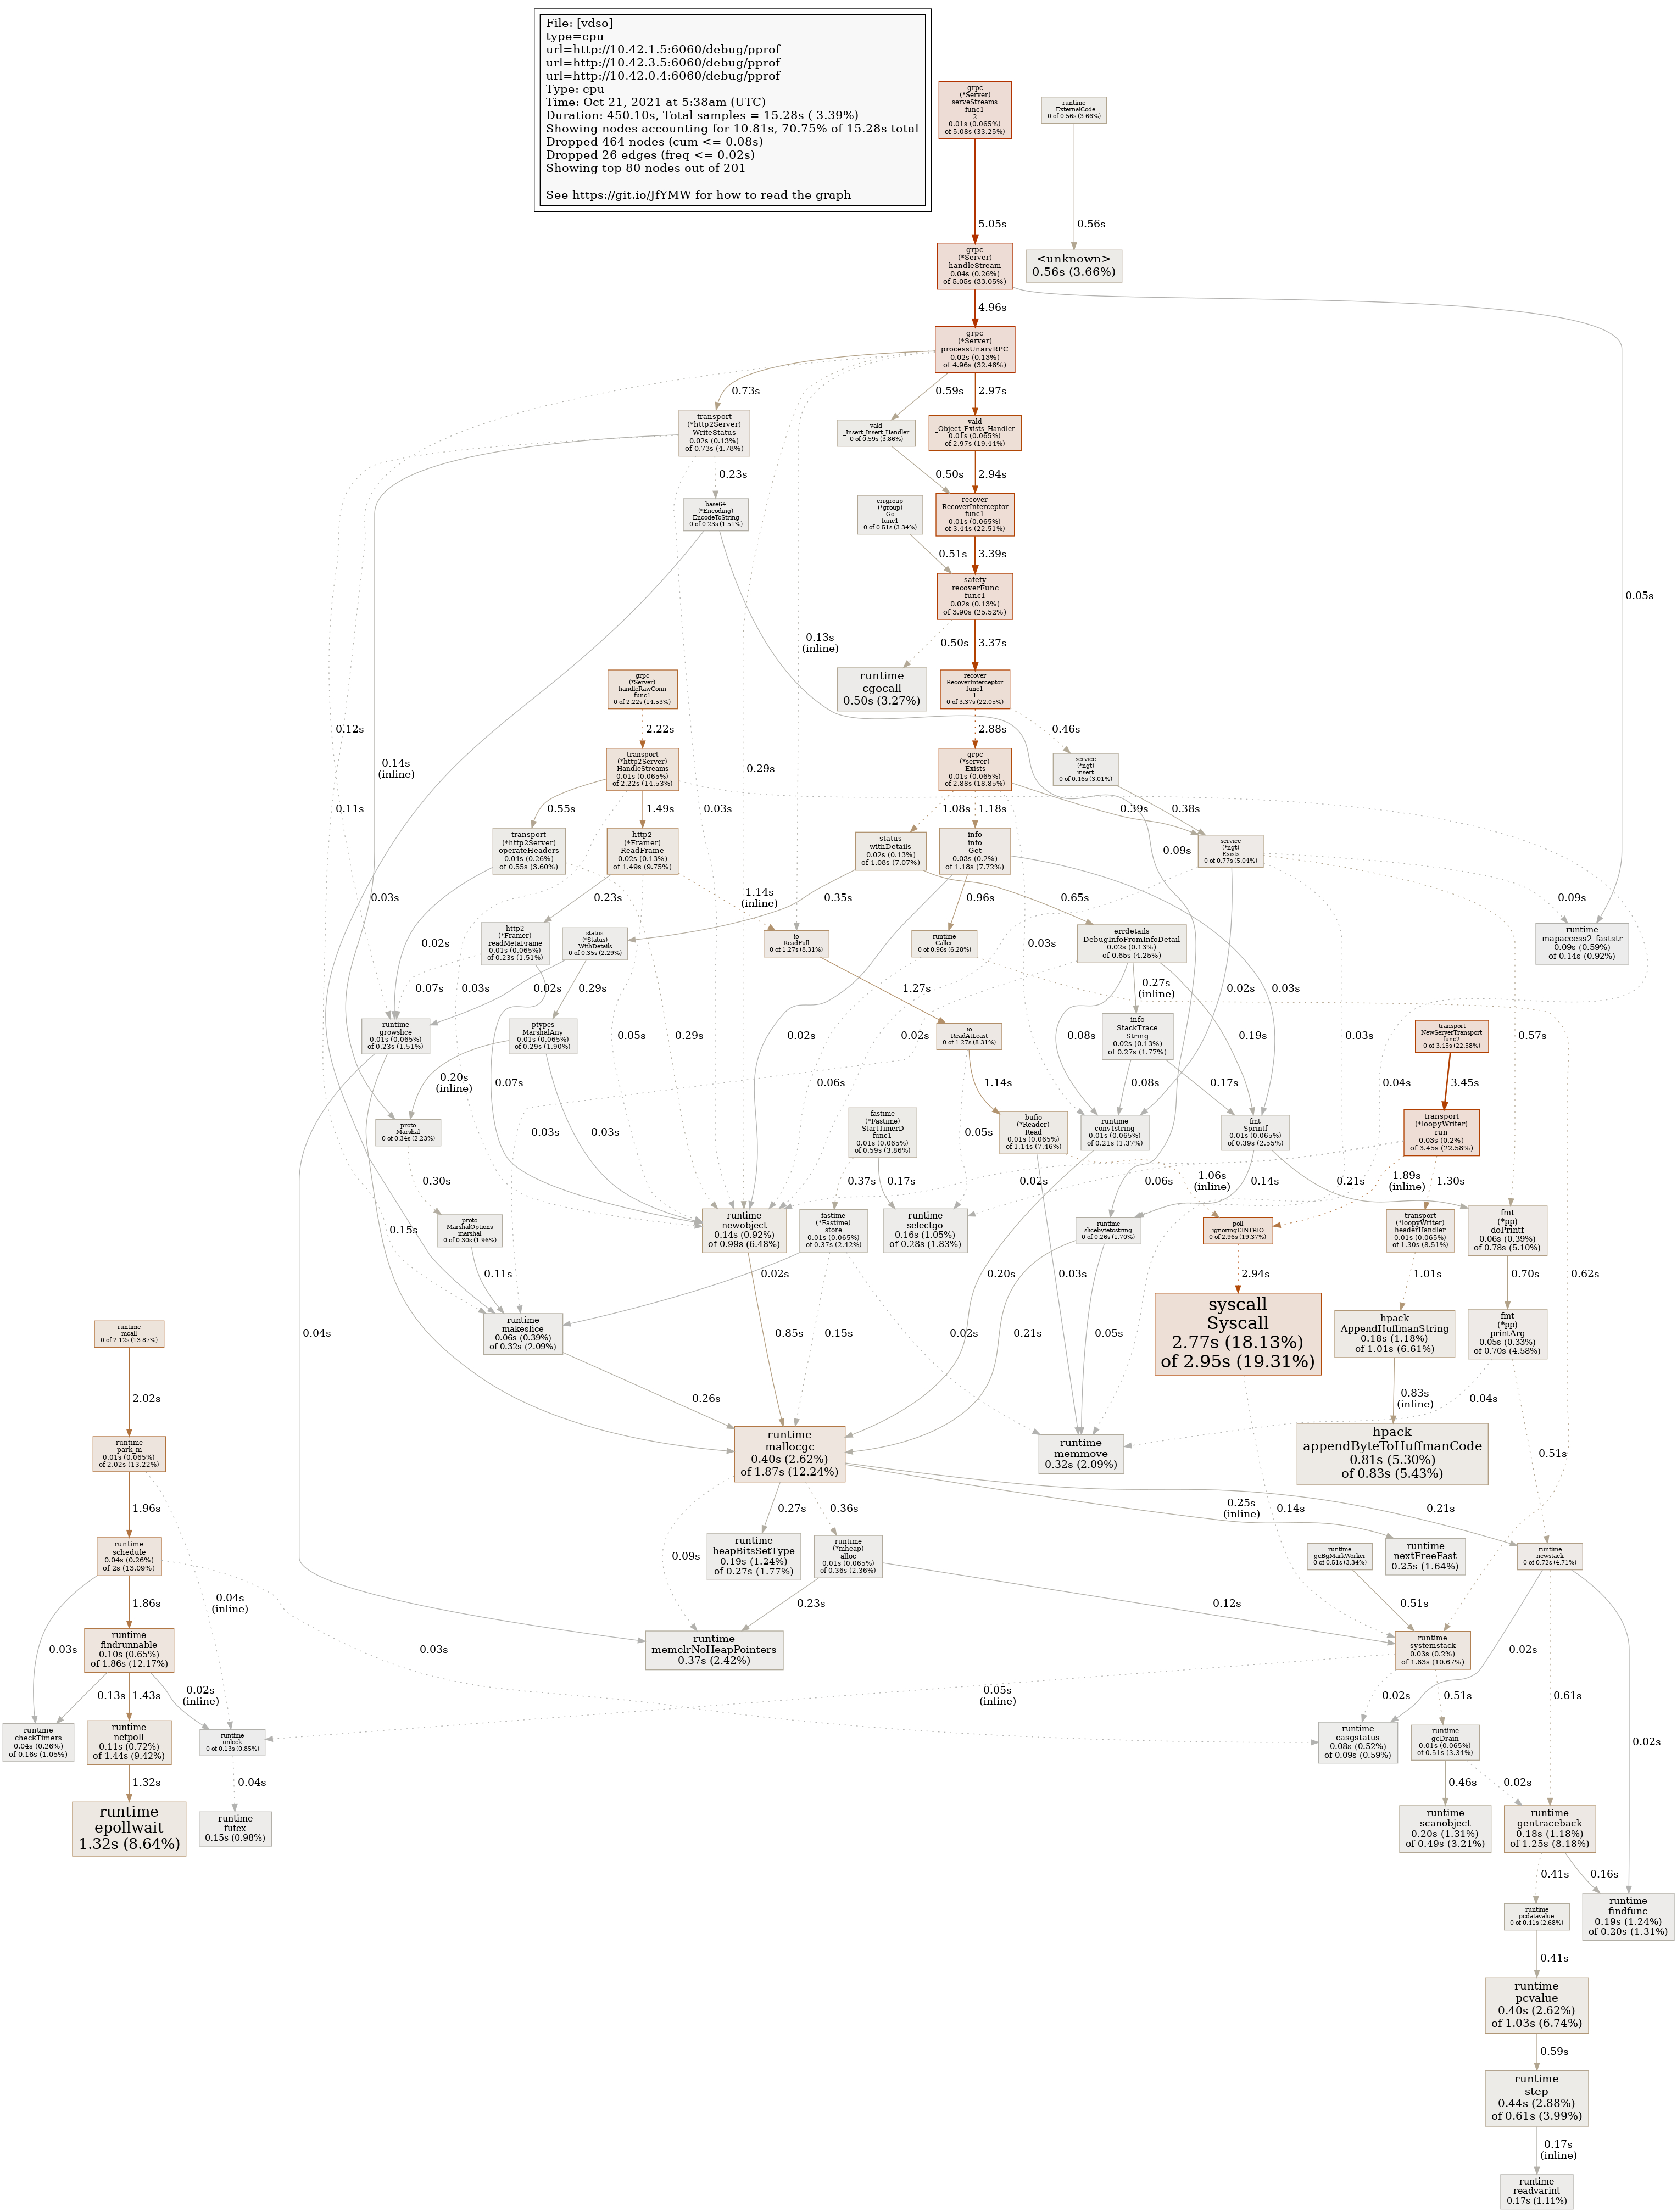 File: [vdso]
type=cpu
url=http://10.42.1.5:6060/debug/pprof
url=http://10.42.3.5:6060/debug/pprof
url=http://10.42.0.4:6060/debug/pprof
Type: cpu
Time: Oct 21, 2021 at 5:38am (UTC)
Duration: 450.10s, Total samples = 15.28s ( 3.39%)
Showing nodes accounting for 10.81s, 70.75% of 15.28s total
Dropped 464 nodes (cum <= 0.08s)
Dropped 26 edges (freq <= 0.02s)
Showing top 80 nodes out of 201
See https://git.io/JfYMW for how to read the graph
grpc
(*Server)
serveStreams
func1
2
0.01s (0.065%)
of 5.08s (33.25%)
runtime
_ExternalCode
0 of 0.56s (3.66%)
5.05s
0.56s
grpc
(*Server)
handleStream
0.04s (0.26%)
of 5.05s (33.05%)
<unknown>
0.56s (3.66%)
4.96s
grpc
(*Server)
processUnaryRPC
0.02s (0.13%)
of 4.96s (32.46%)
0.73s
0.59s
2.97s
transport
(*http2Server)
WriteStatus
0.02s (0.13%)
of 0.73s (4.78%)
vald
_Insert_Insert_Handler
0 of 0.59s (3.86%)
vald
_Object_Exists_Handler
0.01s (0.065%)
of 2.97s (19.44%)
0.23s
0.50s
2.94s
base64
(*Encoding)
EncodeToString
0 of 0.23s (1.51%)
errgroup
(*group)
Go
func1
0 of 0.51s (3.34%)
recover
RecoverInterceptor
func1
0.01s (0.065%)
of 3.44s (22.51%)
0.51s
3.39s
safety
recoverFunc
func1
0.02s (0.13%)
of 3.90s (25.52%)
0.05s
0.13s
(inline)
0.50s
3.37s
grpc
(*Server)
handleRawConn
func1
0 of 2.22s (14.53%)
runtime
cgocall
0.50s (3.27%)
recover
RecoverInterceptor
func1
1
0 of 3.37s (22.05%)
0.12s
2.22s
2.88s
0.46s
0.14s
(inline)
0.29s
transport
(*http2Server)
HandleStreams
0.01s (0.065%)
of 2.22s (14.53%)
grpc
(*server)
Exists
0.01s (0.065%)
of 2.88s (18.85%)
service
(*ngt)
insert
0 of 0.46s (3.01%)
0.11s
0.55s
1.49s
0.03s
1.08s
1.18s
0.39s
0.38s
transport
(*http2Server)
operateHeaders
0.04s (0.26%)
of 0.55s (3.60%)
http2
(*Framer)
ReadFrame
0.02s (0.13%)
of 1.49s (9.75%)
status
withDetails
0.02s (0.13%)
of 1.08s (7.07%)
info
info
Get
0.03s (0.2%)
of 1.18s (7.72%)
service
(*ngt)
Exists
0 of 0.77s (5.04%)
0.09s
0.03s
0.23s
1.14s
(inline)
0.35s
0.96s
0.65s
0.09s
http2
(*Framer)
readMetaFrame
0.01s (0.065%)
of 0.23s (1.51%)
status
(*Status)
WithDetails
0 of 0.35s (2.29%)
io
ReadFull
0 of 1.27s (8.31%)
runtime
Caller
0 of 0.96s (6.28%)
errdetails
DebugInfoFromInfoDetail
0.02s (0.13%)
of 0.65s (4.25%)
runtime
mapaccess2_faststr
0.09s (0.59%)
of 0.14s (0.92%)
0.02s
0.03s
0.07s
0.03s
0.02s
0.29s
1.27s
0.27s
(inline)
0.02s
0.03s
runtime
growslice
0.01s (0.065%)
of 0.23s (1.51%)
ptypes
MarshalAny
0.01s (0.065%)
of 0.29s (1.90%)
0.05s
0.29s
0.02s
0.02s
io
ReadAtLeast
0 of 1.27s (8.31%)
0.08s
info
StackTrace
String
0.02s (0.13%)
of 0.27s (1.77%)
0.19s
0.03s
transport
NewServerTransport
func2
0 of 3.45s (22.58%)
0.57s
0.20s
(inline)
0.07s
0.06s
1.14s
0.08s
0.17s
0.04s
3.45s
proto
Marshal
0 of 0.34s (2.23%)
0.03s
0.03s
fastime
(*Fastime)
StartTimerD
func1
0.01s (0.065%)
of 0.59s (3.86%)
0.05s
bufio
(*Reader)
Read
0.01s (0.065%)
of 1.14s (7.46%)
runtime
convTstring
0.01s (0.065%)
of 0.21s (1.37%)
fmt
Sprintf
0.01s (0.065%)
of 0.39s (2.55%)
transport
(*loopyWriter)
run
0.03s (0.2%)
of 3.45s (22.58%)
0.30s
0.37s
0.17s
0.02s
0.06s
1.06s
(inline)
0.14s
0.21s
1.89s
(inline)
1.30s
0.15s
proto
MarshalOptions
marshal
0 of 0.30s (1.96%)
runtime
newobject
0.14s (0.92%)
of 0.99s (6.48%)
fastime
(*Fastime)
store
0.01s (0.065%)
of 0.37s (2.42%)
runtime
selectgo
0.16s (1.05%)
of 0.28s (1.83%)
runtime
slicebytetostring
0 of 0.26s (1.70%)
poll
ignoringEINTRIO
0 of 2.96s (19.37%)
transport
(*loopyWriter)
headerHandler
0.01s (0.065%)
of 1.30s (8.51%)
fmt
(*pp)
doPrintf
0.06s (0.39%)
of 0.78s (5.10%)
0.11s
0.02s
0.20s
0.03s
2.94s
1.01s
0.70s
0.62s
runtime
mcall
0 of 2.12s (13.87%)
0.04s
runtime
makeslice
0.06s (0.39%)
of 0.32s (2.09%)
0.85s
0.15s
0.02s
0.21s
0.05s
syscall
Syscall
2.77s (18.13%)
of 2.95s (19.31%)
hpack
AppendHuffmanString
0.18s (1.18%)
of 1.01s (6.61%)
fmt
(*pp)
printArg
0.05s (0.33%)
of 0.70s (4.58%)
2.02s
0.26s
0.83s
(inline)
0.04s
runtime
park_m
0.01s (0.065%)
of 2.02s (13.22%)
runtime
mallocgc
0.40s (2.62%)
of 1.87s (12.24%)
runtime
memmove
0.32s (2.09%)
hpack
appendByteToHuffmanCode
0.81s (5.30%)
of 0.83s (5.43%)
0.51s
1.96s
0.27s
0.36s
0.25s
(inline)
0.14s
0.21s
runtime
schedule
0.04s (0.26%)
of 2s (13.09%)
0.04s
(inline)
0.09s
runtime
heapBitsSetType
0.19s (1.24%)
of 0.27s (1.77%)
runtime
(*mheap)
alloc
0.01s (0.065%)
of 0.36s (2.36%)
runtime
gcBgMarkWorker
0 of 0.51s (3.34%)
runtime
nextFreeFast
0.25s (1.64%)
runtime
newstack
0 of 0.72s (4.71%)
1.86s
0.23s
0.12s
0.51s
0.03s
runtime
findrunnable
0.10s (0.65%)
of 1.86s (12.17%)
0.03s
runtime
memclrNoHeapPointers
0.37s (2.42%)
runtime
systemstack
0.03s (0.2%)
of 1.63s (10.67%)
0.02s
0.13s
1.43s
0.02s
(inline)
0.05s
(inline)
0.02s
0.51s
0.61s
runtime
checkTimers
0.04s (0.26%)
of 0.16s (1.05%)
runtime
netpoll
0.11s (0.72%)
of 1.44s (9.42%)
runtime
unlock
0 of 0.13s (0.85%)
runtime
casgstatus
0.08s (0.52%)
of 0.09s (0.59%)
runtime
gcDrain
0.01s (0.065%)
of 0.51s (3.34%)
0.02s
1.32s
0.04s
0.46s
0.02s
runtime
epollwait
1.32s (8.64%)
runtime
futex
0.15s (0.98%)
runtime
scanobject
0.20s (1.31%)
of 0.49s (3.21%)
runtime
gentraceback
0.18s (1.18%)
of 1.25s (8.18%)
0.41s
0.16s
runtime
pcdatavalue
0 of 0.41s (2.68%)
runtime
findfunc
0.19s (1.24%)
of 0.20s (1.31%)
0.41s
runtime
pcvalue
0.40s (2.62%)
of 1.03s (6.74%)
0.59s
runtime
step
0.44s (2.88%)
of 0.61s (3.99%)
0.17s
(inline)
runtime
readvarint
0.17s (1.11%)